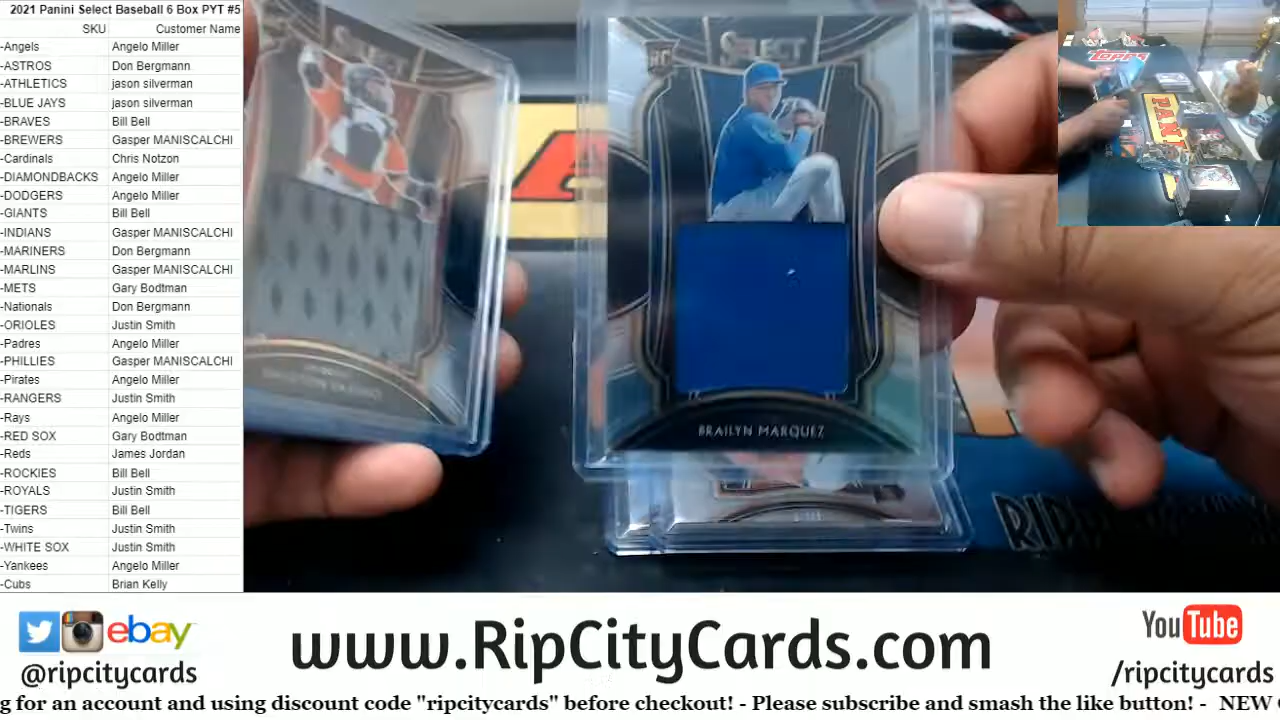 2021 Panini Select Baseball 6 Box PYT #5
SKU Customer Name
-Angels Angelo Miller
-ASTROS Don Bergmann
-ATHLETICS jason silverman
-BLUE JAYS jason silverman
-BRAVES Bill Bell
-BREWERS Gasper MANISCALCHI
-Cardinals Chris Notzon
-DIAMONDBACKS Angelo Miller
-DODGERS Angelo Miller
-GIANTS Bill Bell
-INDIANS Gasper MANISCALCHI
-MARINERS Don Bergmann
-MARLINS Gasper MANISCALCHI
-METS Gary Bodtman
-Nationals Don Bergmann
-ORIOLES Justin Smith
-Padres Angelo Miller
-PHILLIES Gasper MANISCALCHI
-Pirates Angelo Miller
-RANGERS Justin Smith
-Rays Angelo Miller
-RED SOX Gary Bodtman
-Reds James Jordan
-ROCKIES Bill Bell
-ROYALS Justin Smith
-TIGERS Bill Bell
-Twins Justin Smith
-WHITE SOX Justin Smith
-Yankees Angelo Miller
-Cubs Brian Kelly
RC SELECT
BRAILYN MARQUEZ
Topps
PANI
ebay
@ripcitycards
www.RipCityCards.com
YouTube
/ripcitycards
g for an account and using discount code "ripcitycards" before checkout! - Please subscribe and smash the like button! - NEW